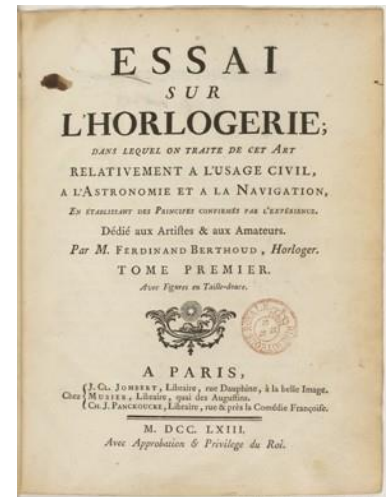 ESSAI
SUR
L'HORLOGERIE;
DANS LEQUEL ON TRAITE DE CET ART
RELATIVEMENT A L'USAGE CIVIL,
A L'ASTRONOMIE ET A LA NAVIGATION,
EN ÉTABLISSANT DES PRINCIPES CONFIRMÉS PAR L'EXPÉRIENCE.
Dédié aux Artistes & aux Amateurs.
Par M. FERDINAND BERTHOUD, Horloger.
TOME PREMIER.
Avec Figures en Taille-douce.
A PARIS,
J. CL. JOMBERT, Libraire, rue Dauphine, à la belle Image.
Chez MUSIER, Libraire, quai des Augustins.
CH. J. PANCKOUCKE, Libraire, rue & près la Comédie Françoise.
M. DCC. LXIII.
Avec Approbation & Privilege du Roi.